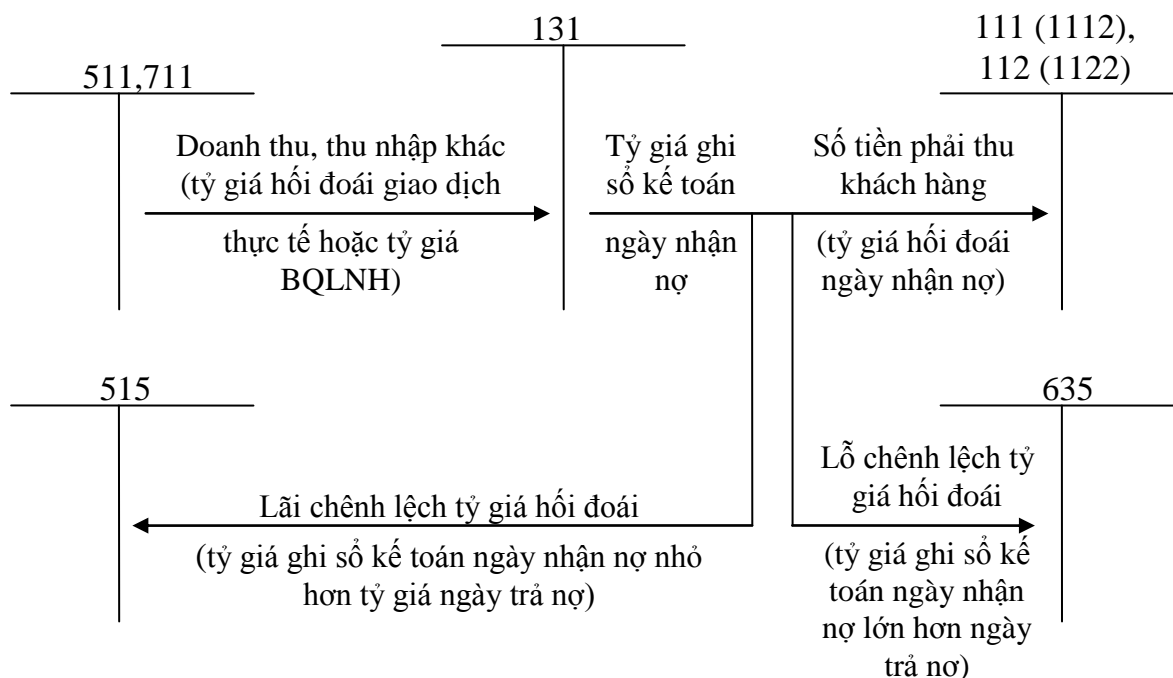 131
111 (1112),
112 (1122)
511,711
Doanh thu, thu nhập khác
(tỷ giá hối đoái giao dịch
thực tế hoặc tỷ giá
BQLNH)
Tỷ giá ghi
sổ kế toán
ngày nhận
nợ
Số tiền phải thu
khách hàng
(tỷ giá hối đoái
ngày nhận nợ)
515
635
Lãi chênh lệch tỷ giá hối đoái
(tỷ giá ghi sổ kế toán ngày nhận nợ nhỏ
hơn tỷ giá ngày trả nợ)
Lỗ chênh lệch tỷ
giá hối đoái
(tỷ giá ghi sổ kế
toán ngày nhận
nợ lớn hơn ngày
trả nơ)